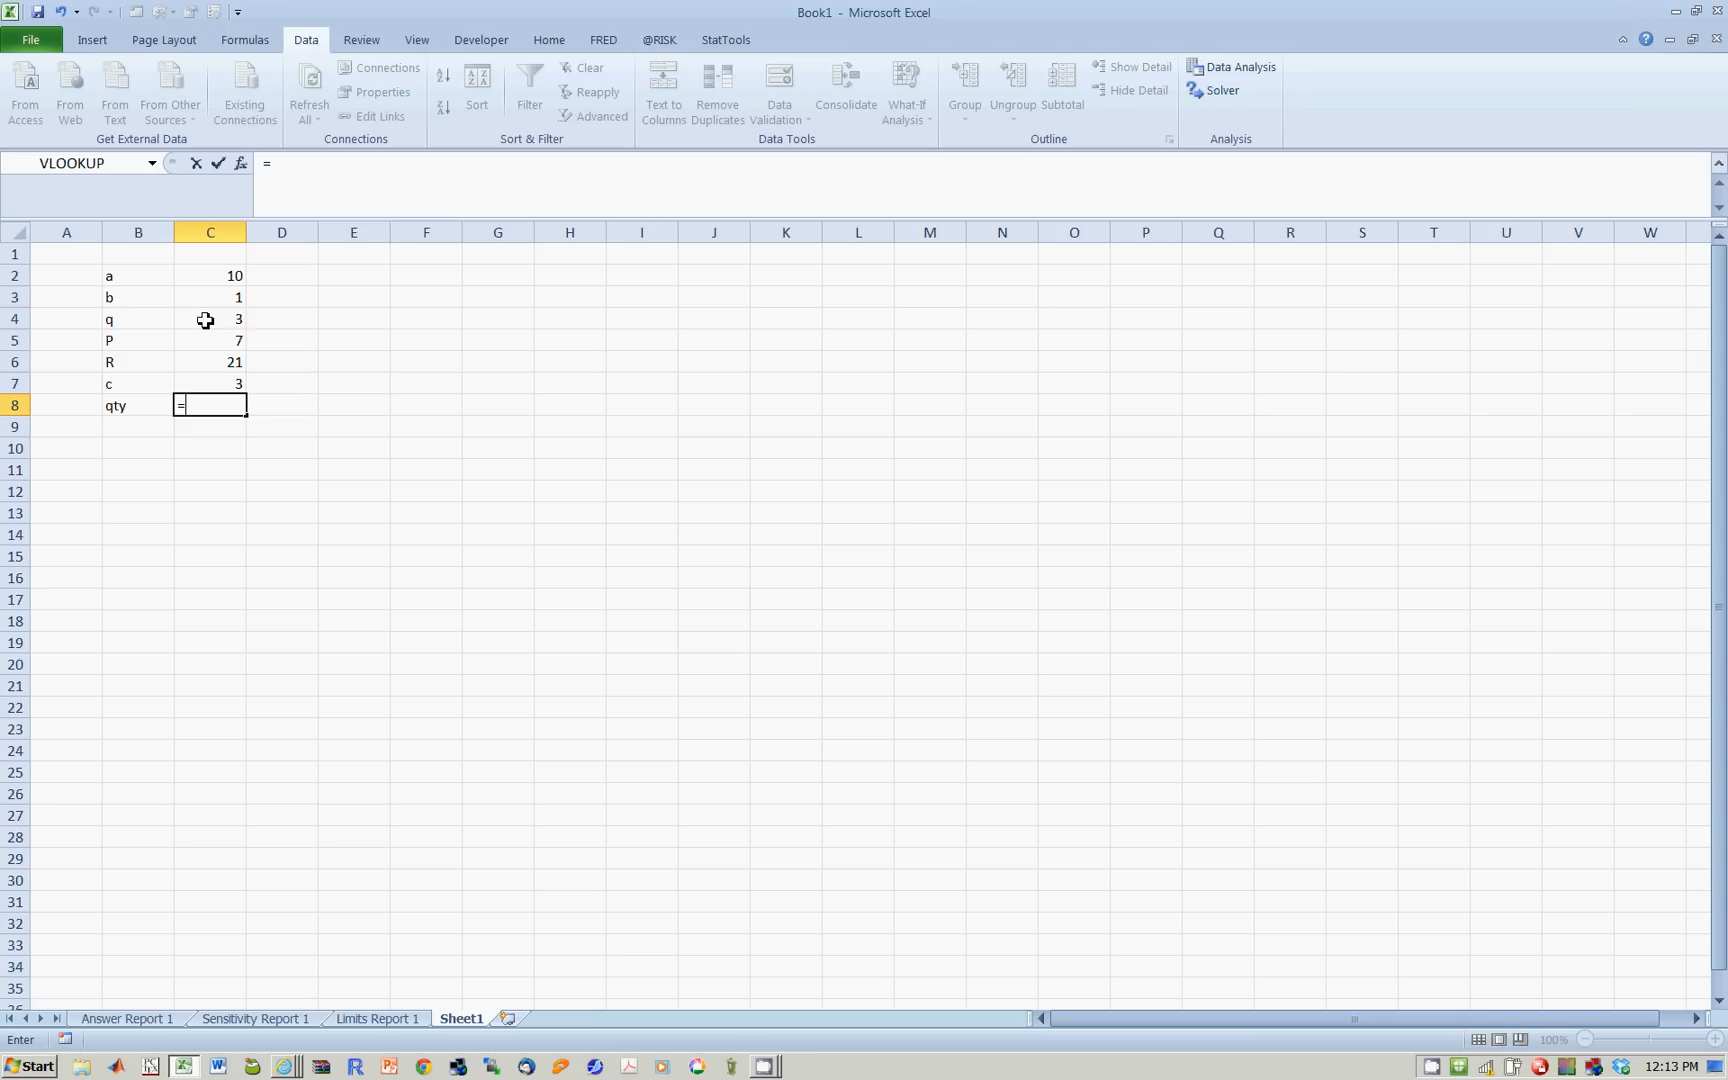 Book1 - Microsoft Excel
File Insert Page Layout Formulas Data Review View Developer Home FRED @RISK StatTools
From Access
From Web
From Text
From Other Sources
Existing Connections
Get External Data
Refresh All
Connections
Properties
Edit Links
Connections
Sort
Filter
Clear
Reapply
Advanced
Sort & Filter
Text to Columns
Remove Duplicates
Data Validation
Consolidate
What-If Analysis
Data Tools
Group
Ungroup
Subtotal
Show Detail
Hide Detail
Outline
Data Analysis
Solver
Analysis
VLOOKUP fx =
A B C D E F G H I J K L M N O P Q R S T U V W
1
2 a 10
3 b 1
4 q 3
5 P 7
6 R 21
7 c 3
8 qty =
9
10
11
12
13
14
15
16
17
18
19
20
21
22
23
24
25
26
27
28
29
30
31
32
33
34
35
Answer Report 1 Sensitivity Report 1 Limits Report 1 Sheet1
Enter 100%
Start 12:13 PM